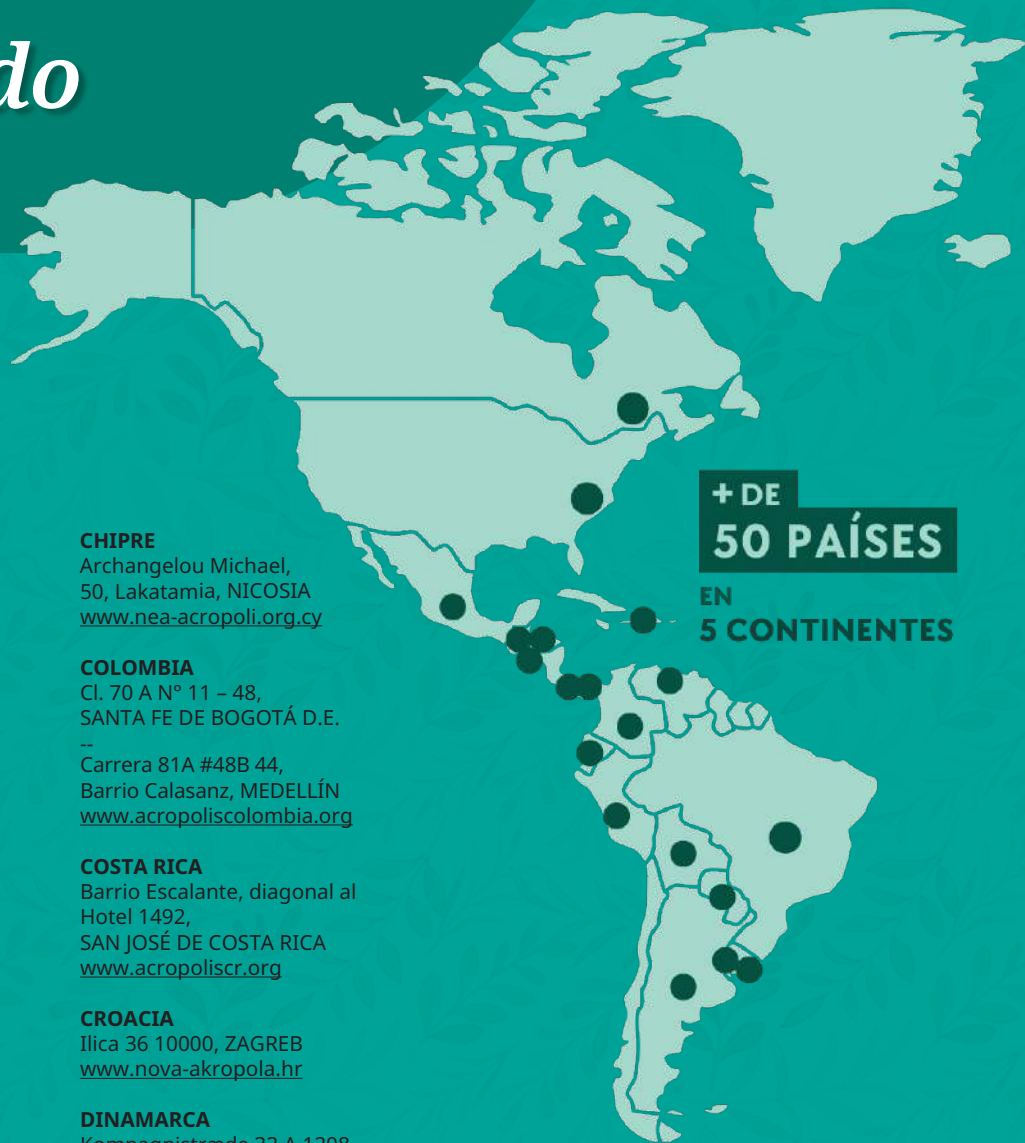 do
CHIPRE
Archangelou Michael,
50, Lakatamia, NICOSIA
www.nea-acropoli.org.cy
COLOMBIA
Cl. 70 A N° 11 – 48,
SANTA FE DE BOGOTÁ D.E.
--
Carrera 81A #48B 44,
Barrio Calasanz, MEDELLÍN
www.acropoliscolombia.org
COSTA RICA
Barrio Escalante, diagonal al
Hotel 1492,
SAN JOSÉ DE COSTA RICA
www.acropoliscr.org
CROACIA
Ilica 36 10000, ZAGREB
www.nova-akropola.hr
DINAMARCA
+ DE
50 PAÍSES
EN
5 CONTINENTES